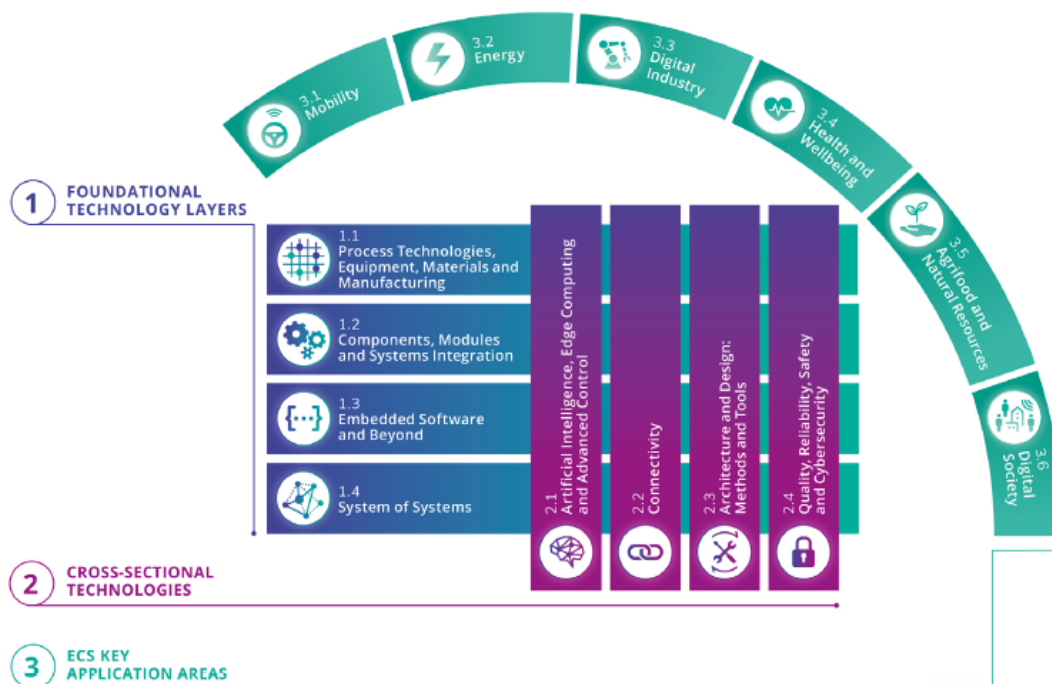 3.1
Mobility
3.2
Energy
3.3
Digital
Industry
3.4
Health and
Wellbeing
3.5
Agrifood and
Natural Resources
3.6
Digital
Society
1
FOUNDATIONAL
TECHNOLOGY LAYERS
1.1
Process Technologies,
Equipment, Materials and
Manufacturing
1.2
Components, Modules
and Systems Integration
1.3
Embedded Software
and Beyond
1.4
System of Systems
2.1
Artificial Intelligence, Edge Computing
and Advanced Control
2.2
Connectivity
2.3
Architecture and Design:
Methods and Tools
2.4
Quality, Reliability, Safety
and Cybersecurity
2
CROSS-SECTIONAL
TECHNOLOGIES
3
ECS KEY
APPLICATION AREAS